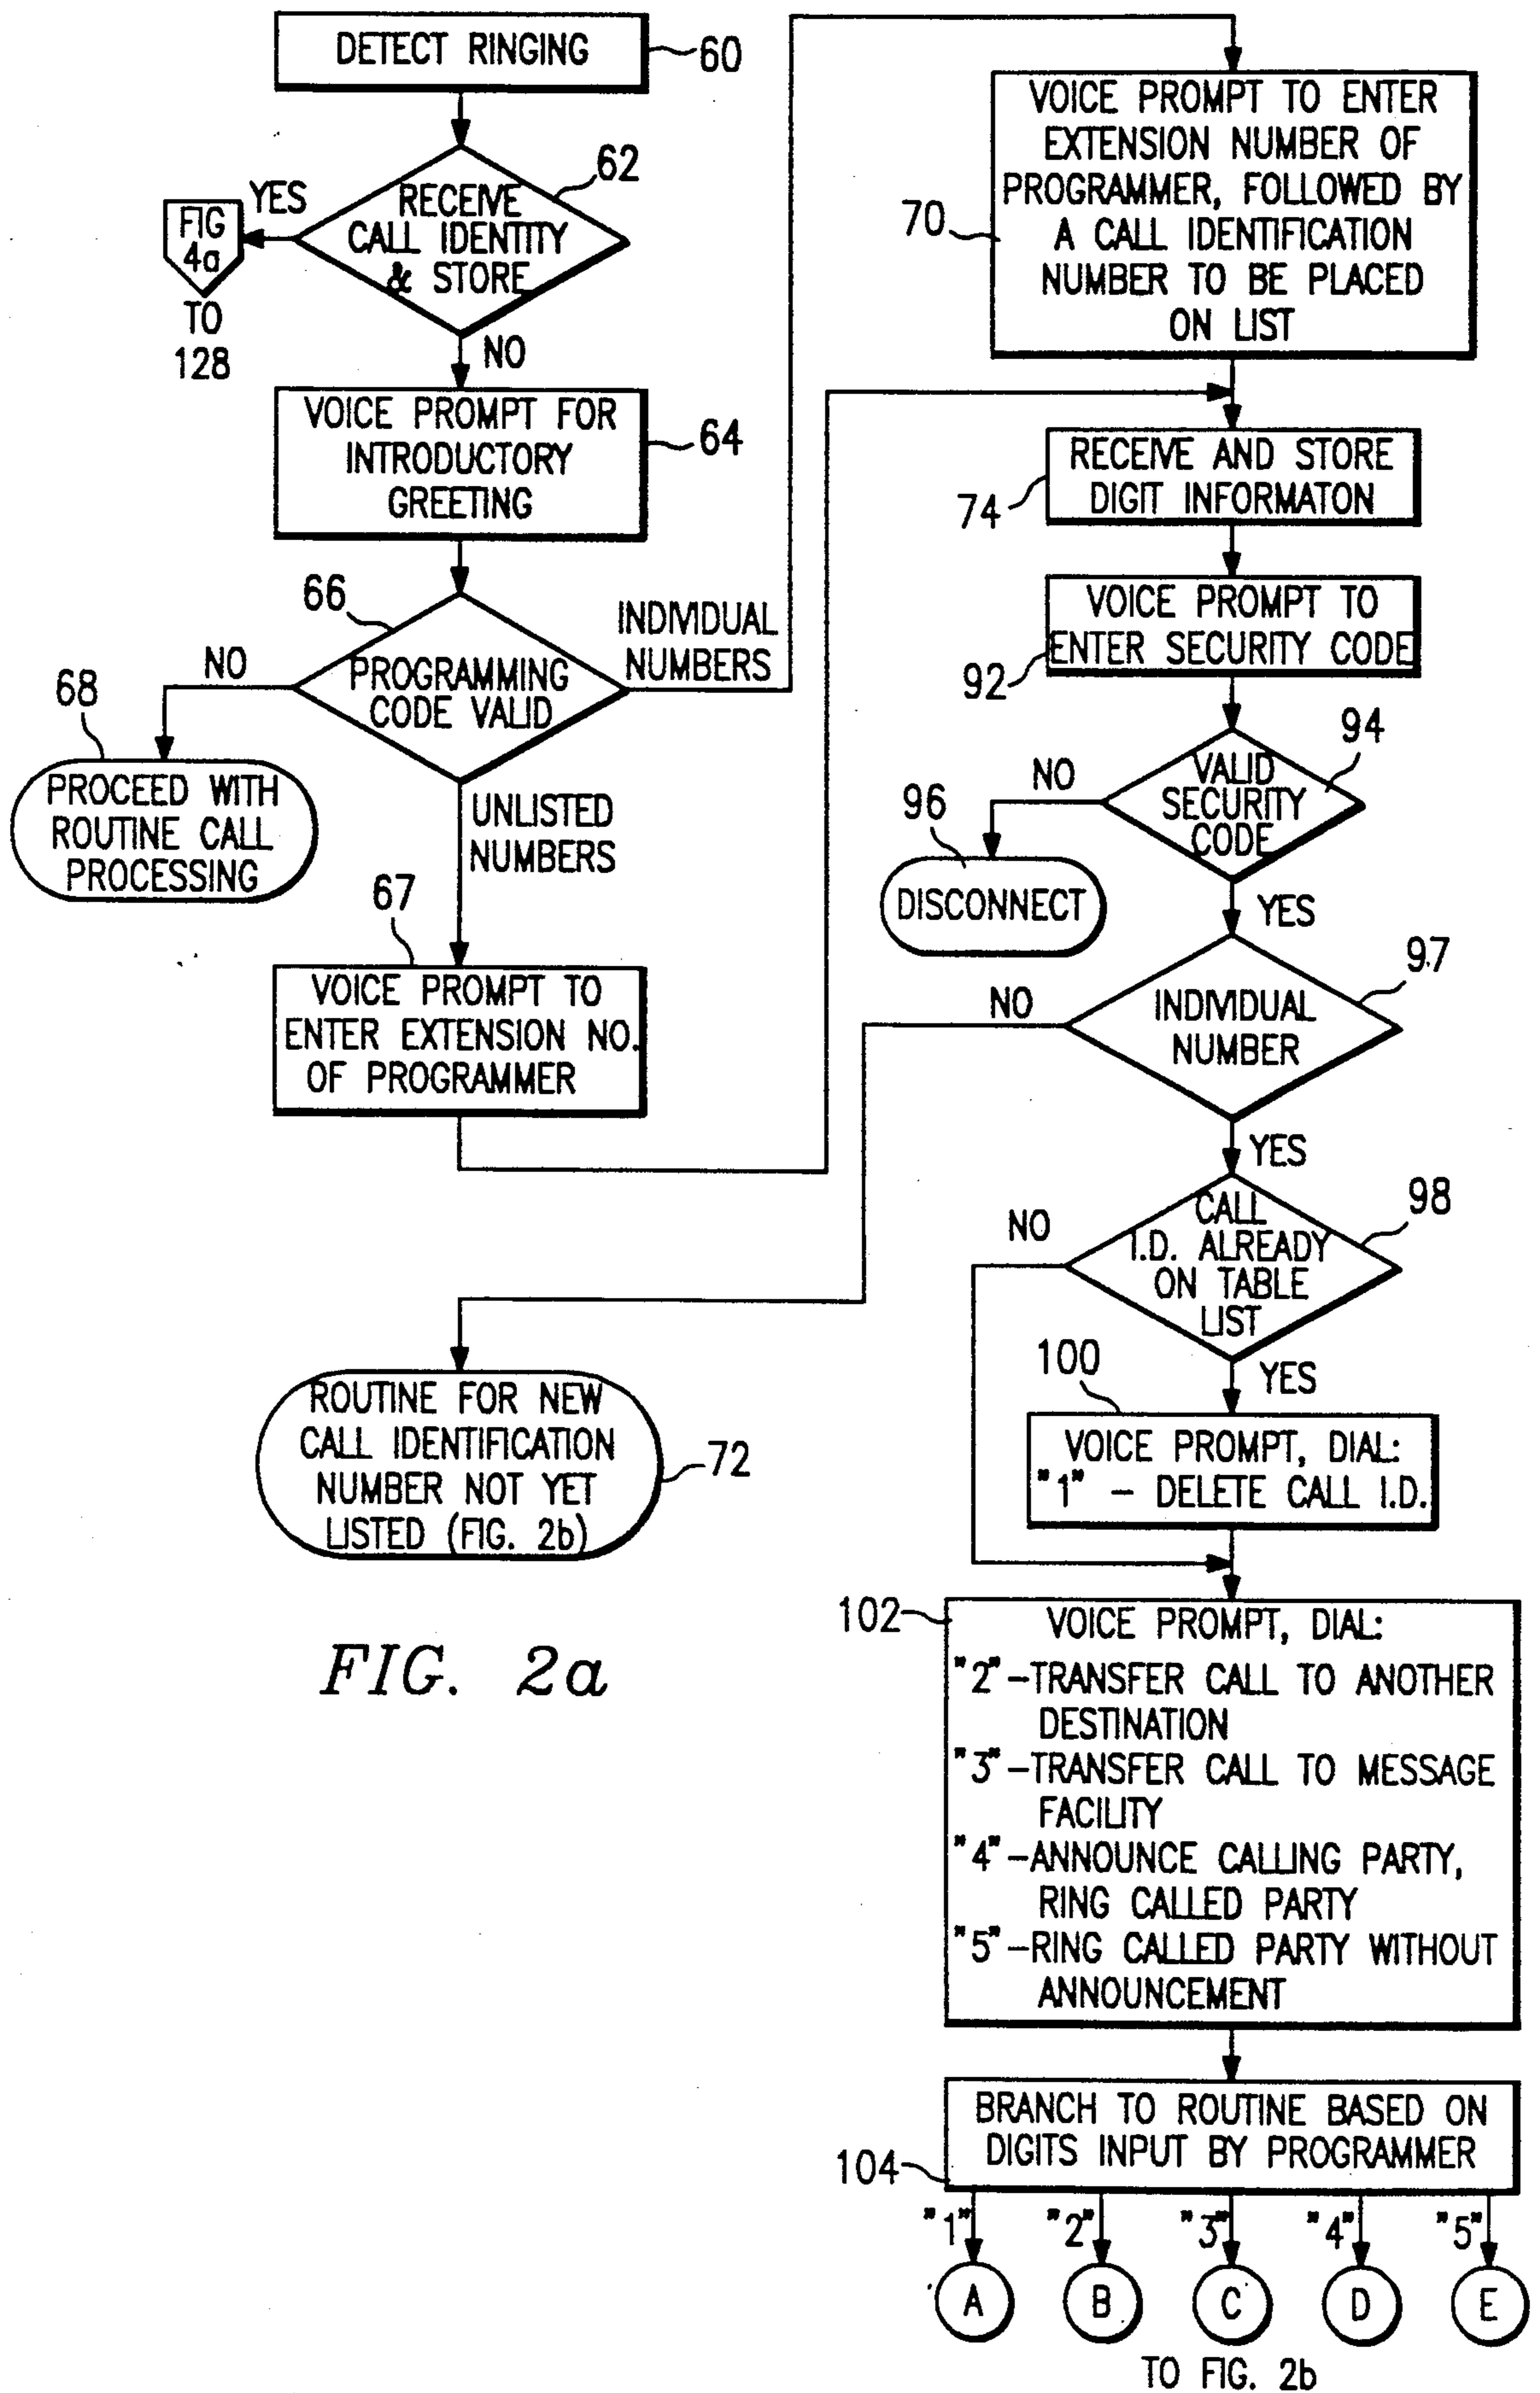 DETECT RINGING
60
62
RECEIVE
CALL IDENTITY
& STORE
YES
FIG
4a
TO
128
NO
VOICE PROMPT FOR
INTRODUCTORY
GREETING
64
66
PROGRAMMING
CODE VALID
NO
INDIVIDUAL
NUMBERS
68
PROCEED WITH
ROUTINE CALL
PROCESSING
UNLISTED
NUMBERS
67
VOICE PROMPT TO
ENTER EXTENSION NO.
OF PROGRAMMER
ROUTINE FOR NEW
CALL IDENTIFICATION
NUMBER NOT YET
LISTED (FIG. 2b)
72
FIG. 2a
VOICE PROMPT TO ENTER
EXTENSION NUMBER OF
PROGRAMMER, FOLLOWED BY
A CALL IDENTIFICATION
NUMBER TO BE PLACED
ON LIST
70
RECEIVE AND STORE
DIGIT INFORMATON
74
VOICE PROMPT TO
ENTER SECURITY CODE
92
94
VALID
SECURITY
CODE
NO
96
DISCONNECT
YES
97
INDIVIDUAL
NUMBER
NO
YES
98
CALL
I.D. ALREADY
ON TABLE
LIST
NO
YES
100
VOICE PROMPT, DIAL:
"1" - DELETE CALL I.D.
102
VOICE PROMPT, DIAL:
"2"-TRANSFER CALL TO ANOTHER
DESTINATION
"3"-TRANSFER CALL TO MESSAGE
FACILITY
"4"-ANNOUNCE CALLING PARTY,
RING CALLED PARTY
"5"-RING CALLED PARTY WITHOUT
ANNOUNCEMENT
BRANCH TO ROUTINE BASED ON
DIGITS INPUT BY PROGRAMMER
104
"1" "2" "3" "4" "5"
A B C D E
TO FIG. 2b